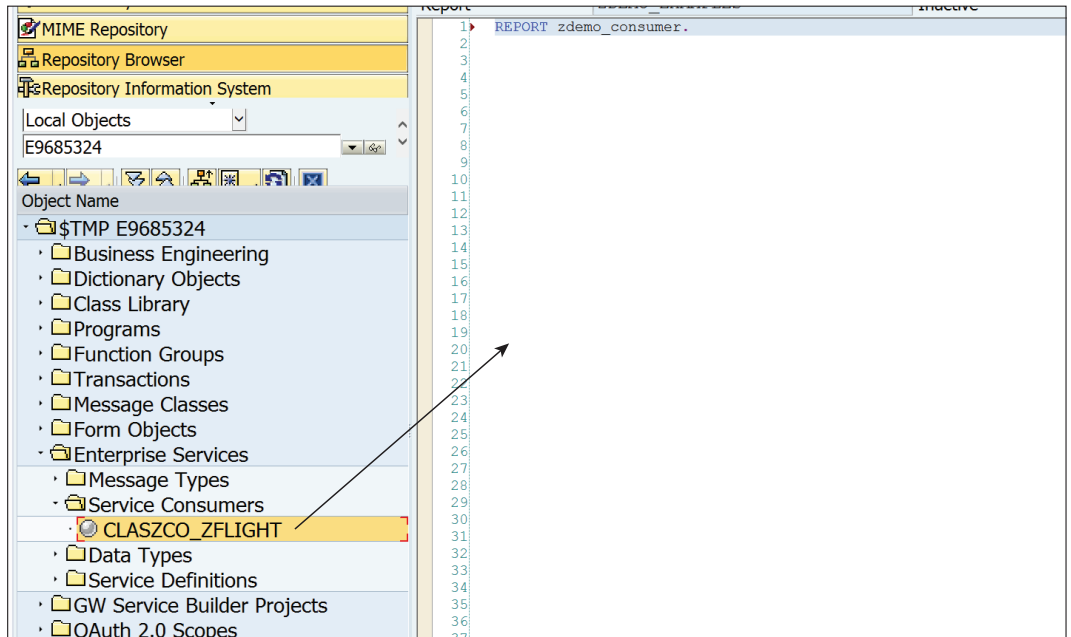 Report
Inactive
MIME Repository
Repository Browser
Repository Information System
Local Objects
E9685324
Object Name
$TMP E9685324
Business Engineering
Dictionary Objects
Class Library
Programs
Function Groups
Transactions
Message Classes
Form Objects
Enterprise Services
Message Types
Service Consumers
CLASZCO_ZFLIGHT
Data Types
Service Definitions
GW Service Builder Projects
OAuth 2.0 Scopes
1 REPORT zdemo_consumer.
2
3
4
5
6
7
8
9
10
11
12
13
14
15
16
17
18
19
20
21
22
23
24
25
26
27
28
29
30
31
32
33
34
35
36
37